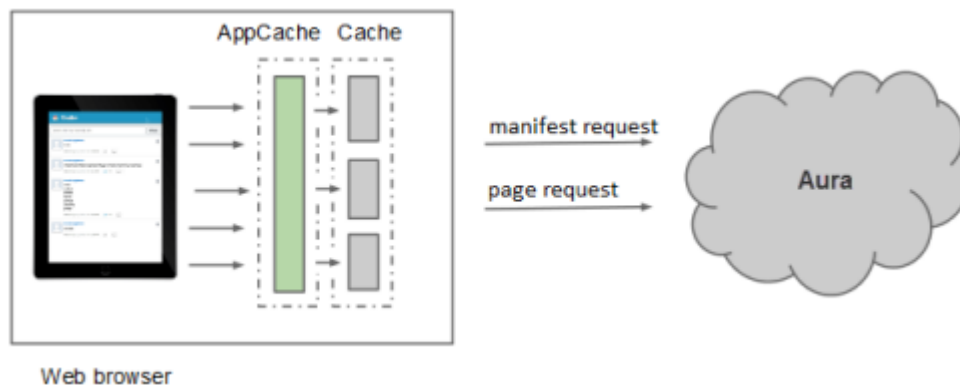 AppCache Cache
manifest request
page request
Aura
Web browser